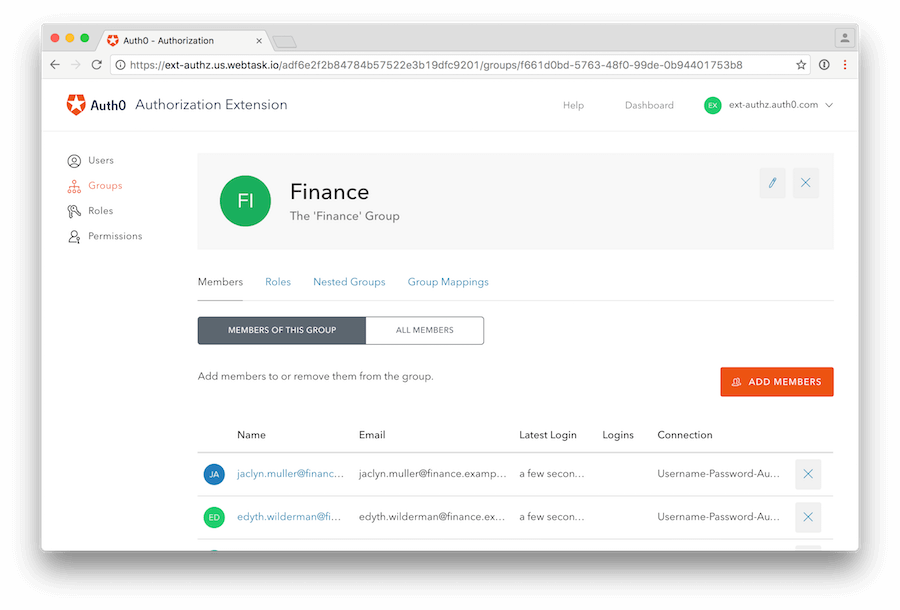 Auth0 - Authorization
https://ext-authz.us.webtask.io/adf6e2f2b84784b57522e3b19dfc9201/groups/f661d0bd-5763-48f0-99de-0b94401753b8
Auth0 Authorization Extension
Help
Dashboard
EX ext-authz.auth0.com
Users
Groups
Roles
Permissions
FI
Finance
The 'Finance' Group
Members Roles Nested Groups Group Mappings
MEMBERS OF THIS GROUP ALL MEMBERS
Add members to or remove them from the group.
ADD MEMBERS
Name Email Latest Login Logins Connection
JA jaclyn.muller@financ... jaclyn.muller@finance.examp... a few secon... Username-Password-Au...
ED edyth.wilderman@fi... edyth.wilderman@finance.ex... a few secon... Username-Password-Au...